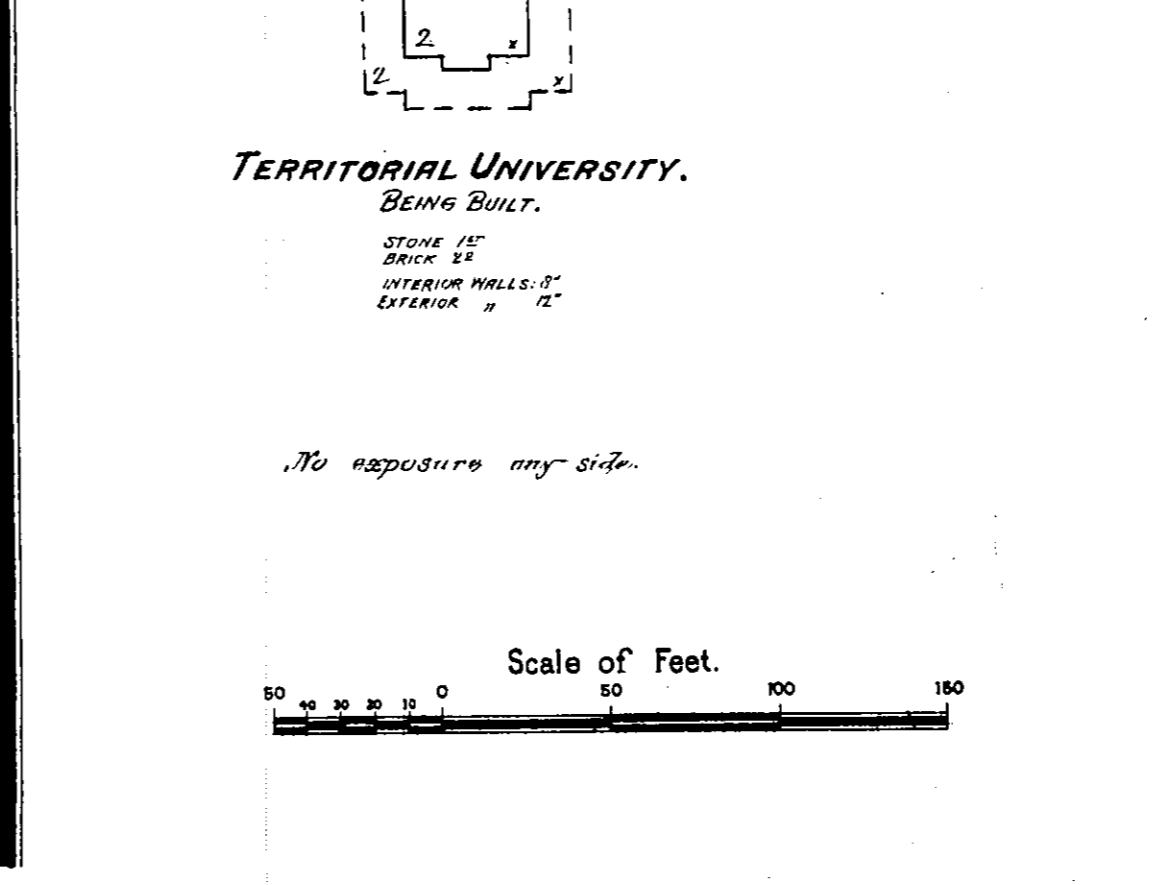 2 x
2 x
TERRITORIAL UNIVERSITY.
BEING BUILT.
STONE 1ST
BRICK 2D
INTERIOR WALLS: 8"
EXTERIOR " 12"
No exposure any side.
Scale of Feet.
50 40 30 20 10 0 50 100 150